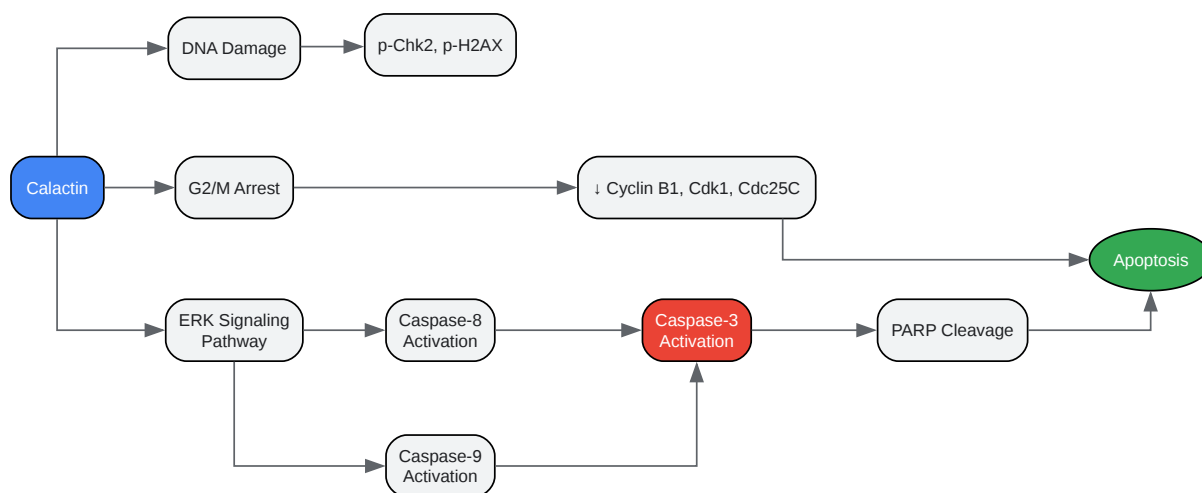 DNA Damage
p-Chk2, p-H2AX
Calactin
G2/M Arrest
↓ Cyclin B1, Cdk1, Cdc25C
Apoptosis
ERK Signaling
Pathway
Caspase-8
Activation
Caspase-3
Activation
PARP Cleavage
Caspase-9
Activation